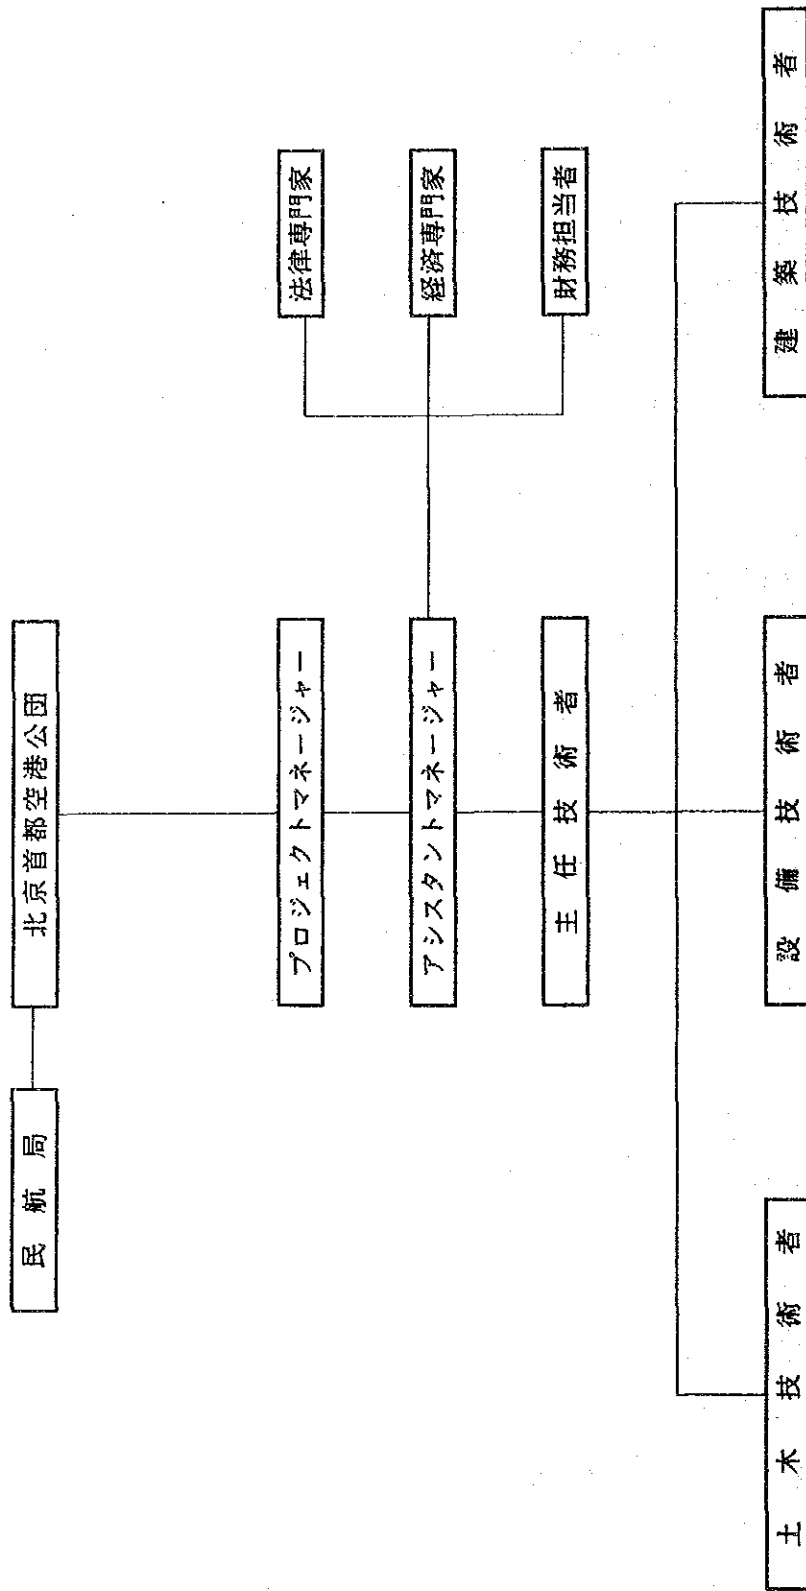 民航局
北京首都空港公団
プロジェクトマネージャー
アシスタントマネージャー
法律専門家
経済専門家
財務担当者
主任技術者
土木技術者
設備技術者
建築技術者